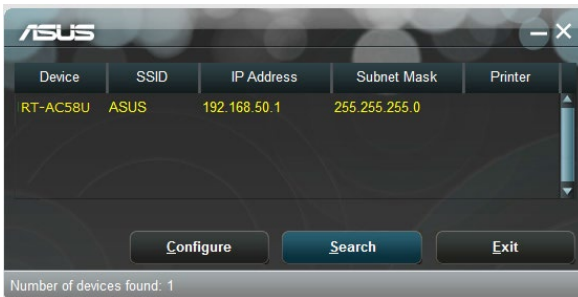 ASUS
Device SSID IP Address Subnet Mask Printer
RT-AC58U ASUS 192.168.50.1 255.255.255.0
Configure Search Exit
Number of devices found: 1